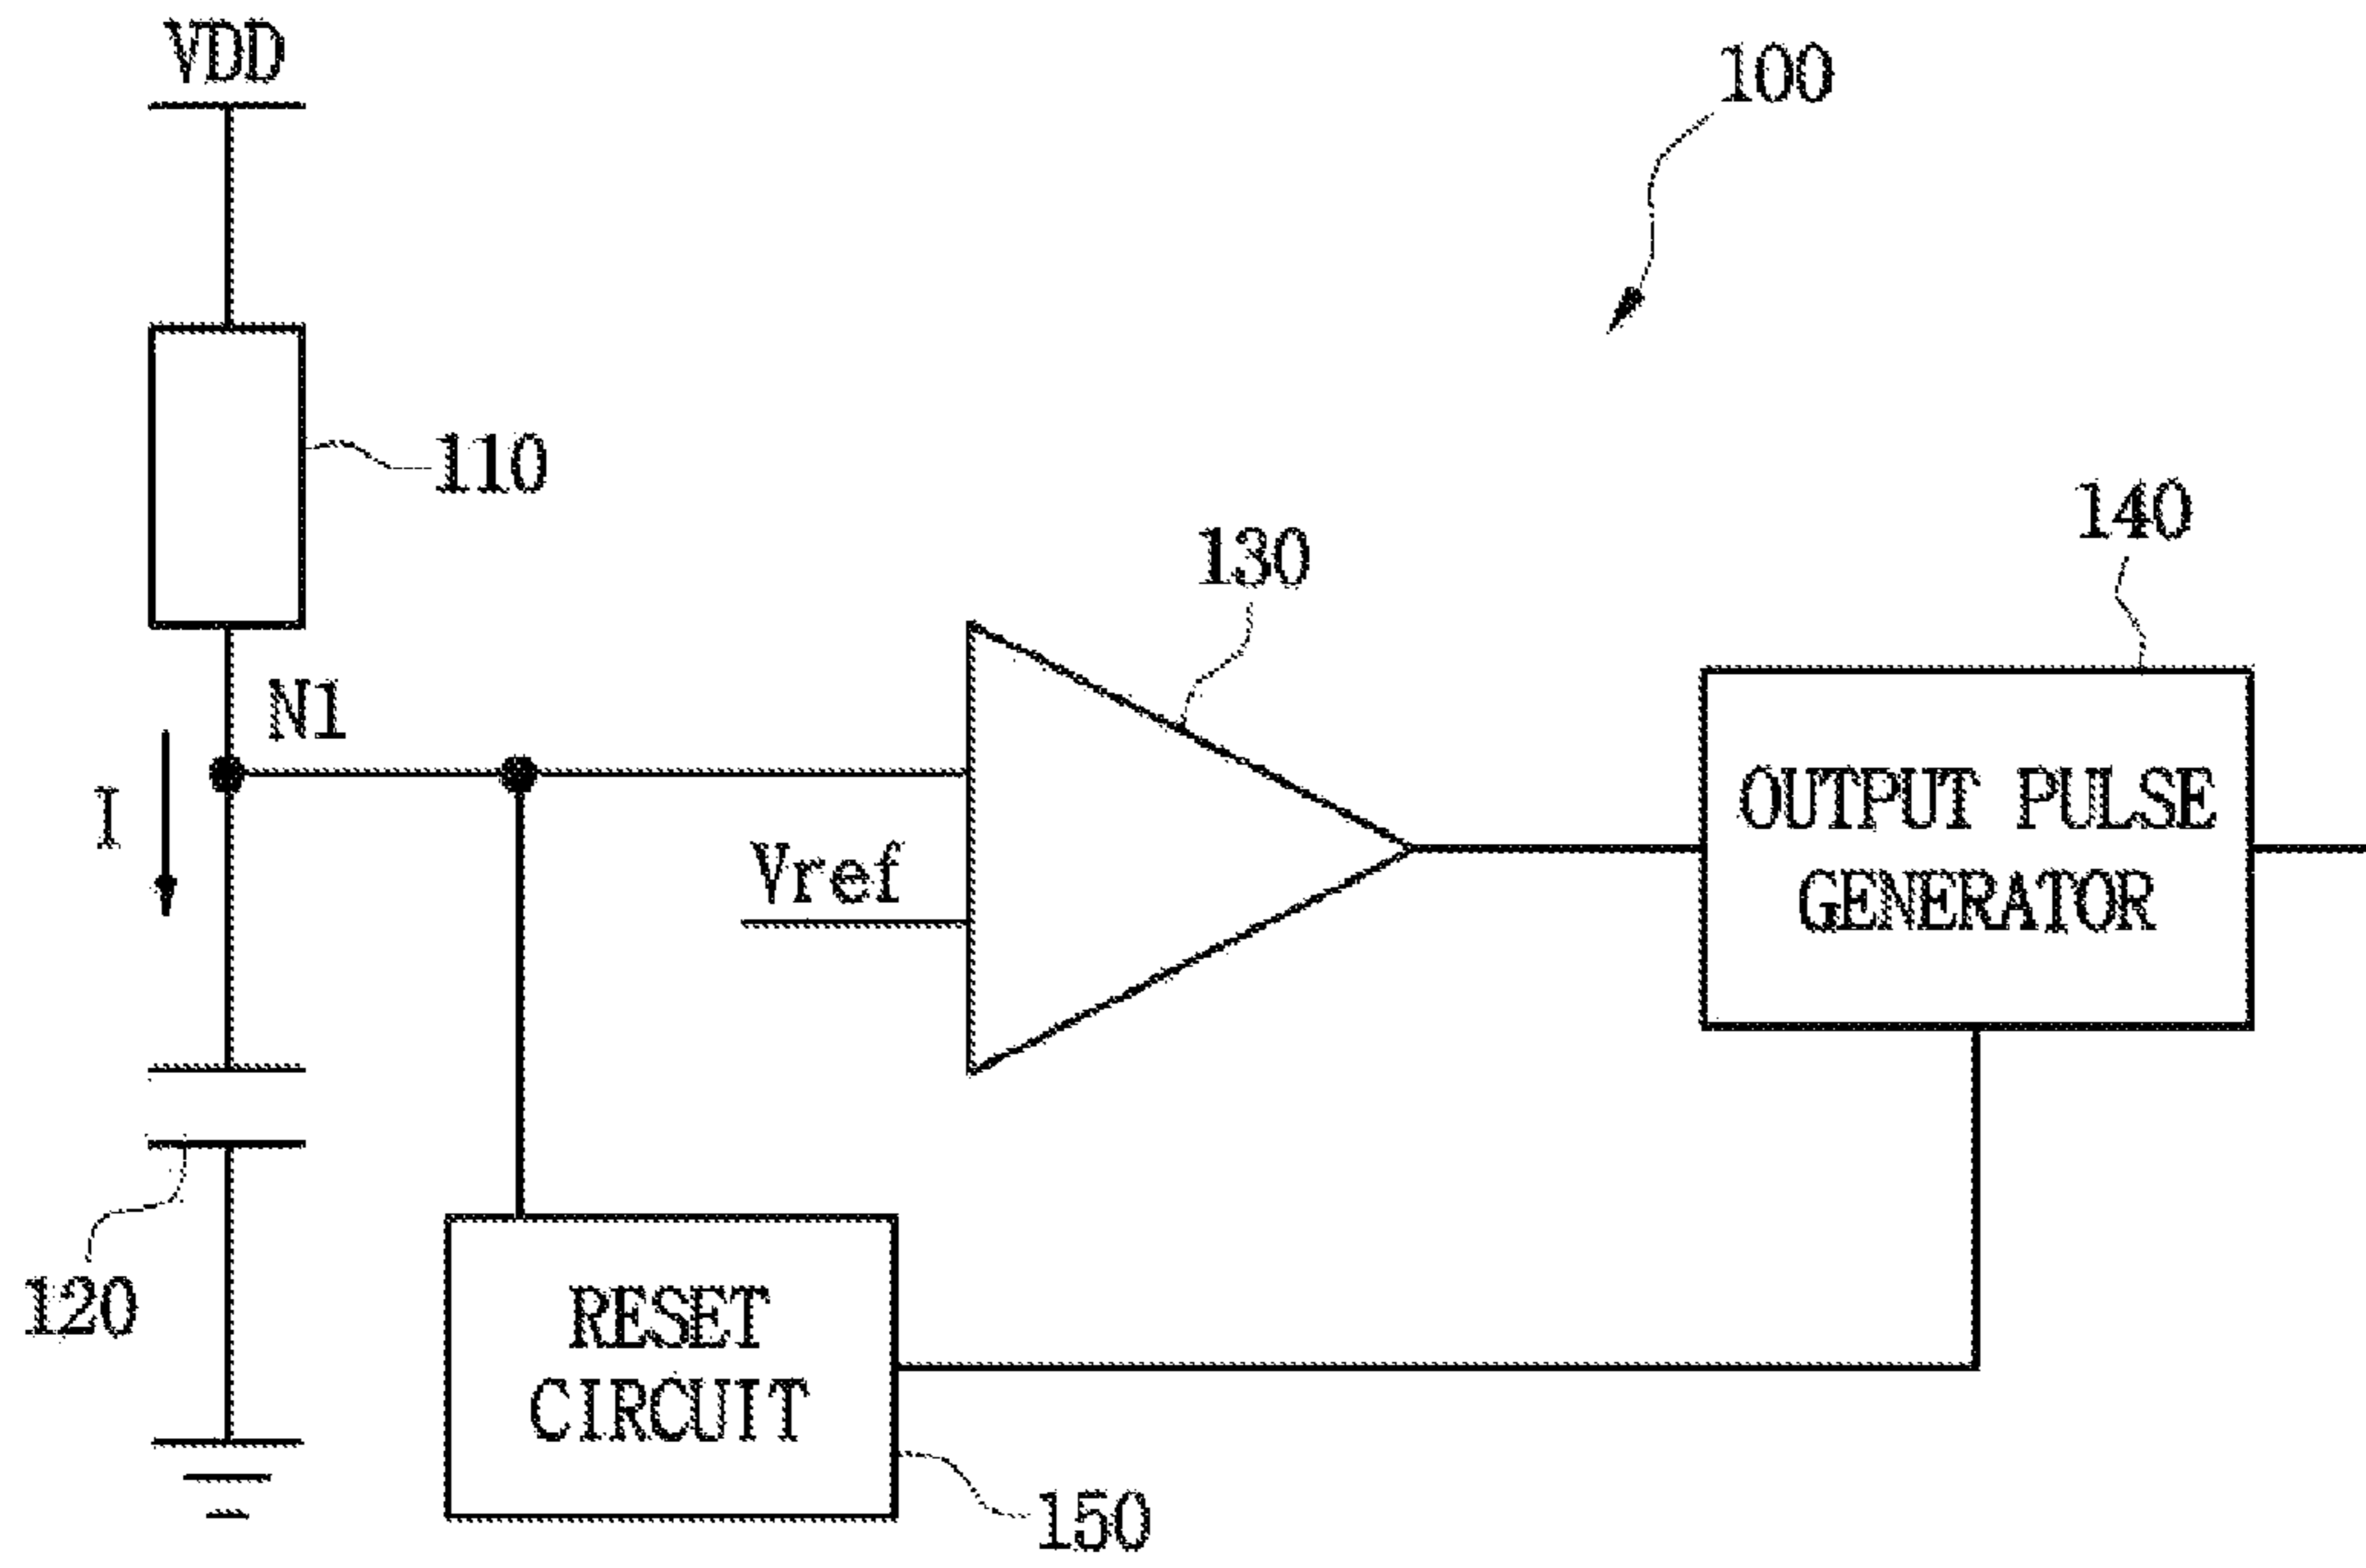 VDD
100
110
130
140
N1
I
Vref
OUTPUT PULSE
GENERATOR
120
RESET
CIRCUIT
150